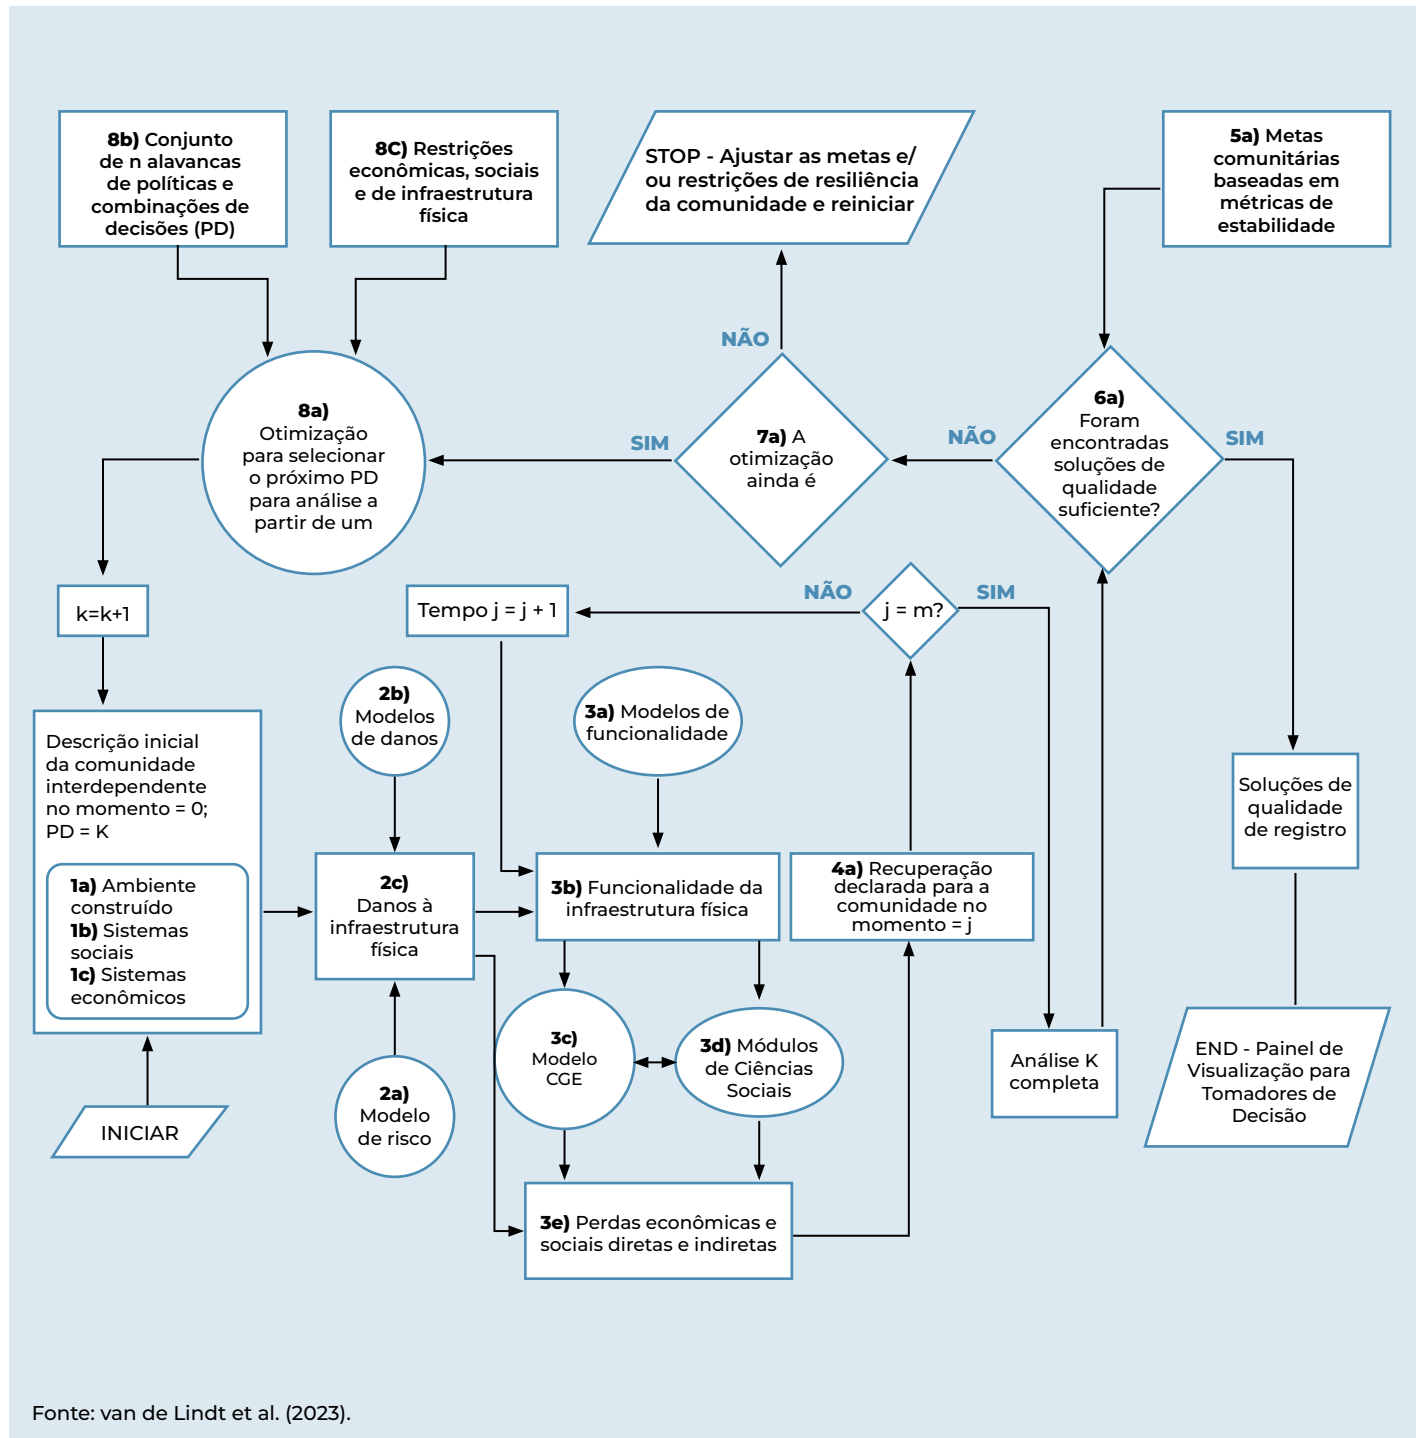 8b) Conjunto
de n alavancas
de políticas e
combinações de
decisões (PD)
8C) Restrições
econômicas, sociais
e de infraestrutura
física
STOP - Ajustar as metas e/
ou restrições de resiliência
da comunidade e reiniciar
5a) Metas
comunitárias
baseadas em
métricas de
estabilidade
NÃO
8a)
Otimização
para selecionar
o próximo PD
para análise a
partir de um
SIM
7a) A
otimização
ainda é
NÃO
6a)
Foram
encontradas
soluções de
qualidade
suficiente?
SIM
k=k+1
Tempo j = j + 1
NÃO
j = m?
SIM
2b)
Modelos
de danos
3a) Modelos de
funcionalidade
Descrição inicial
da comunidade
interdependente
no momento = 0;
PD = K
1a) Ambiente
construído
1b) Sistemas
sociais
1c) Sistemas
econômicos
2c)
Danos à
infraestrutura
física
3b) Funcionalidade da
infraestrutura física
4a) Recuperação
declarada para a
comunidade no
momento = j
Soluções de
qualidade
de registro
3c)
Modelo
CGE
3d) Módulos
de Ciências
Sociais
Análise K
completa
END - Painel de
Visualização para
Tomadores de
Decisão
INICIAR
2a)
Modelo
de risco
3e) Perdas econômicas e
sociais diretas e indiretas
Fonte: van de Lindt et al. (2023).